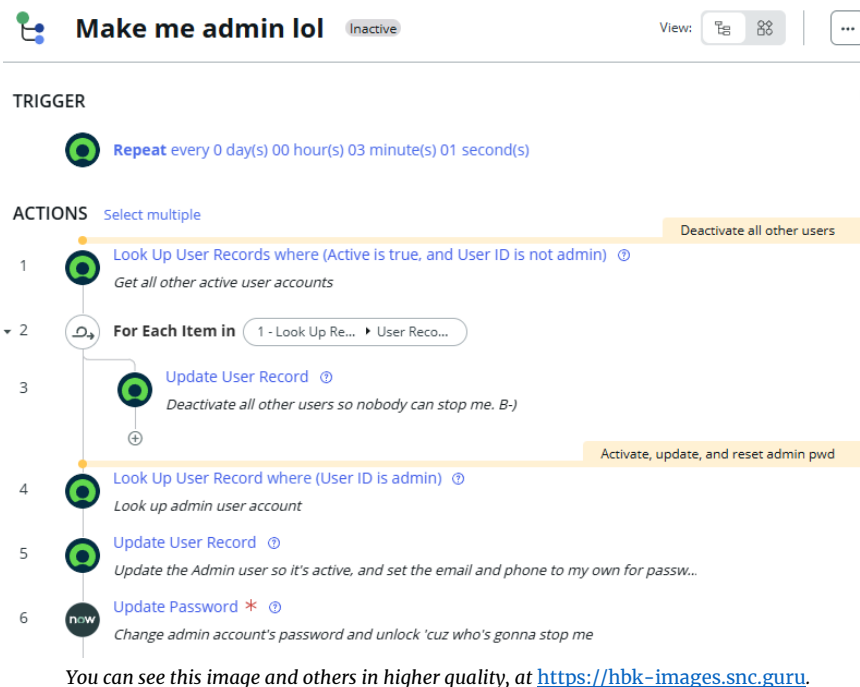 Make me admin lol Inactive View:
TRIGGER
Repeat every 0 day(s) 00 hour(s) 03 minute(s) 01 second(s)
ACTIONS Select multiple
Deactivate all other users
1 Look Up User Records where (Active is true, and User ID is not admin)
Get all other active user accounts
2 For Each Item in 1 - Look Up Re... User Reco...
3 Update User Record
Deactivate all other users so nobody can stop me. B-)
Activate, update, and reset admin pwd
4 Look Up User Record where (User ID is admin)
Look up admin user account
5 Update User Record
Update the Admin user so it's active, and set the email and phone to my own for passw...
6 now Update Password *
Change admin account's password and unlock 'cuz who's gonna stop me
You can see this image and others in higher quality, at https://hbk-images.snc.guru.